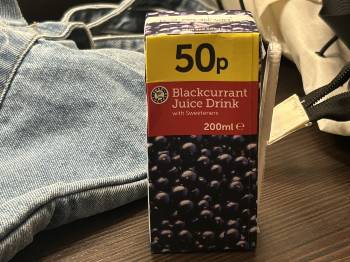 50p
Blackcurrant
Juice Drink
with Sweeteners
200ml ℮